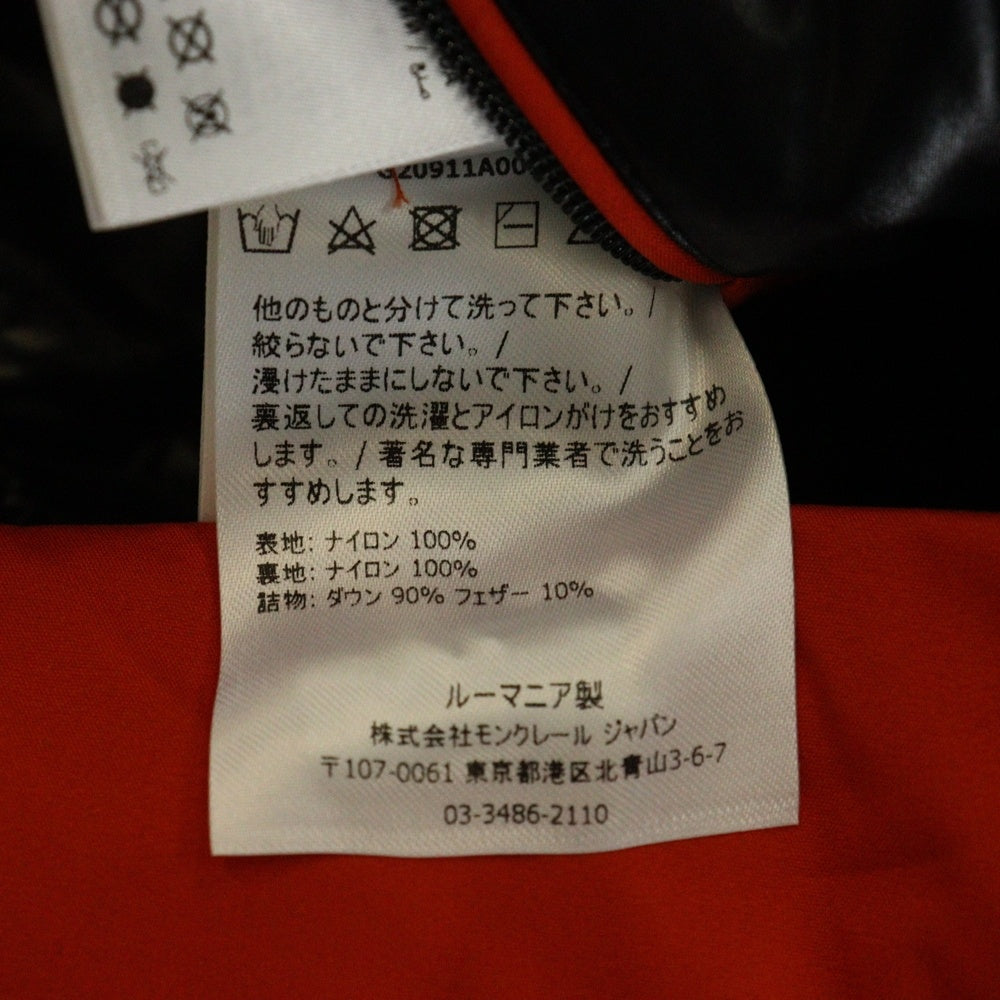 G20911A00
他のものと分けて洗って下さい。/
絞らないで下さい。/
浸けたままにしないで下さい。/
裏返しての洗濯とアイロンがけをおすすめ
します。/ 著名な専門業者で洗うことをお
すすめします。
表地: ナイロン 100%
裏地: ナイロン 100%
詰物: ダウン 90% フェザー 10%
ルーマニア製
株式会社モンクレール ジャパン
〒107-0061 東京都港区北青山3-6-7
03-3486-2110